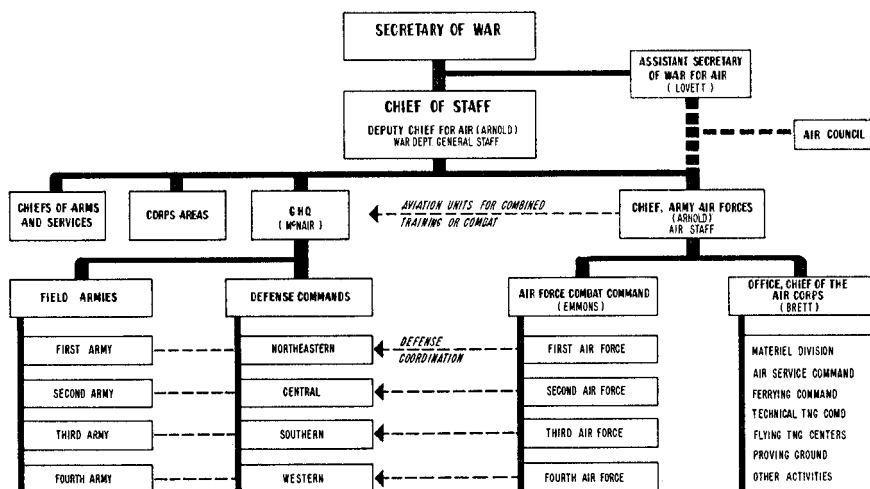 SECRETARY OF WAR
ASSISTANT SECRETARY
OF WAR FOR AIR
(LOVETT)
CHIEF OF STAFF
DEPUTY CHIEF FOR AIR (ARNOLD)
WAR DEPT. GENERAL STAFF
AIR COUNCIL
CHIEFS OF ARMS
AND SERVICES
CORPS AREAS
GHQ
(McNAIR)
AVIATION UNITS FOR COMBINED
TRAINING OR COMBAT
CHIEF, ARMY AIR FORCES
(ARNOLD)
AIR STAFF
FIELD ARMIES
DEFENSE COMMANDS
AIR FORCE COMBAT COMMAND
(EMMONS)
OFFICE, CHIEF OF THE
AIR CORPS
(BRETT)
FIRST ARMY
NORTHEASTERN
DEFENSE
COORDINATION
FIRST AIR FORCE
SECOND ARMY
CENTRAL
SECOND AIR FORCE
THIRD ARMY
SOUTHERN
THIRD AIR FORCE
FOURTH ARMY
WESTERN
FOURTH AIR FORCE
MATERIEL DIVISION
AIR SERVICE COMMAND
FERRYING COMMAND
TECHNICAL TNG COMD
FLYING TNG CENTERS
PROVING GROUND
OTHER ACTIVITIES